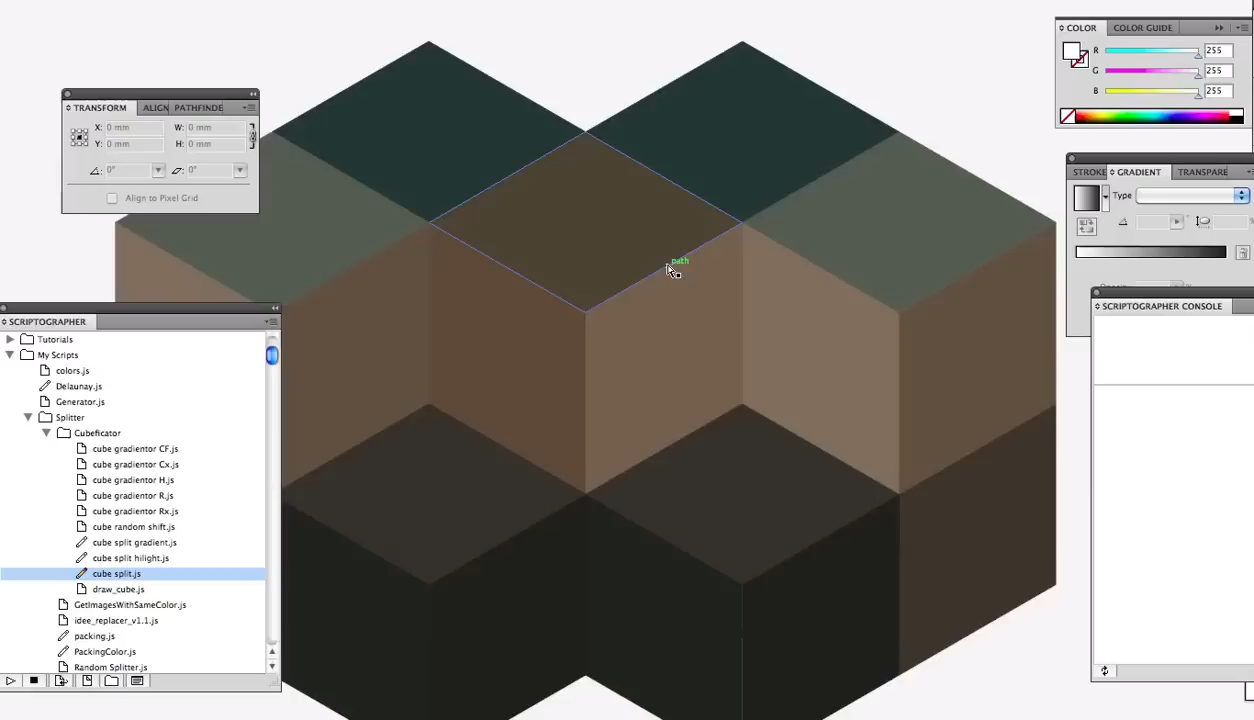 COLOR COLOR GUIDE
R 255
G 255
B 255
TRANSFORM ALIGN PATHFINDE
X: 0 mm W: 0 mm
Y: 0 mm H: 0 mm
0° 0°
Align to Pixel Grid
STROKE GRADIENT TRANSPARE
Type
path
SCRIPTOGRAPHER CONSOLE
SCRIPTOGRAPHER
Tutorials
My Scripts
colors.js
Delaunay.js
Generator.js
Splitter
Cubeficator
cube gradientor CF.js
cube gradientor Cx.js
cube gradientor H.js
cube gradientor R.js
cube gradientor Rx.js
cube random shift.js
cube split gradient.js
cube split hilight.js
cube split.js
draw_cube.js
GetImagesWithSameColor.js
idee_replacer_v1.1.js
packing.js
PackingColor.js
Random Splitter.js